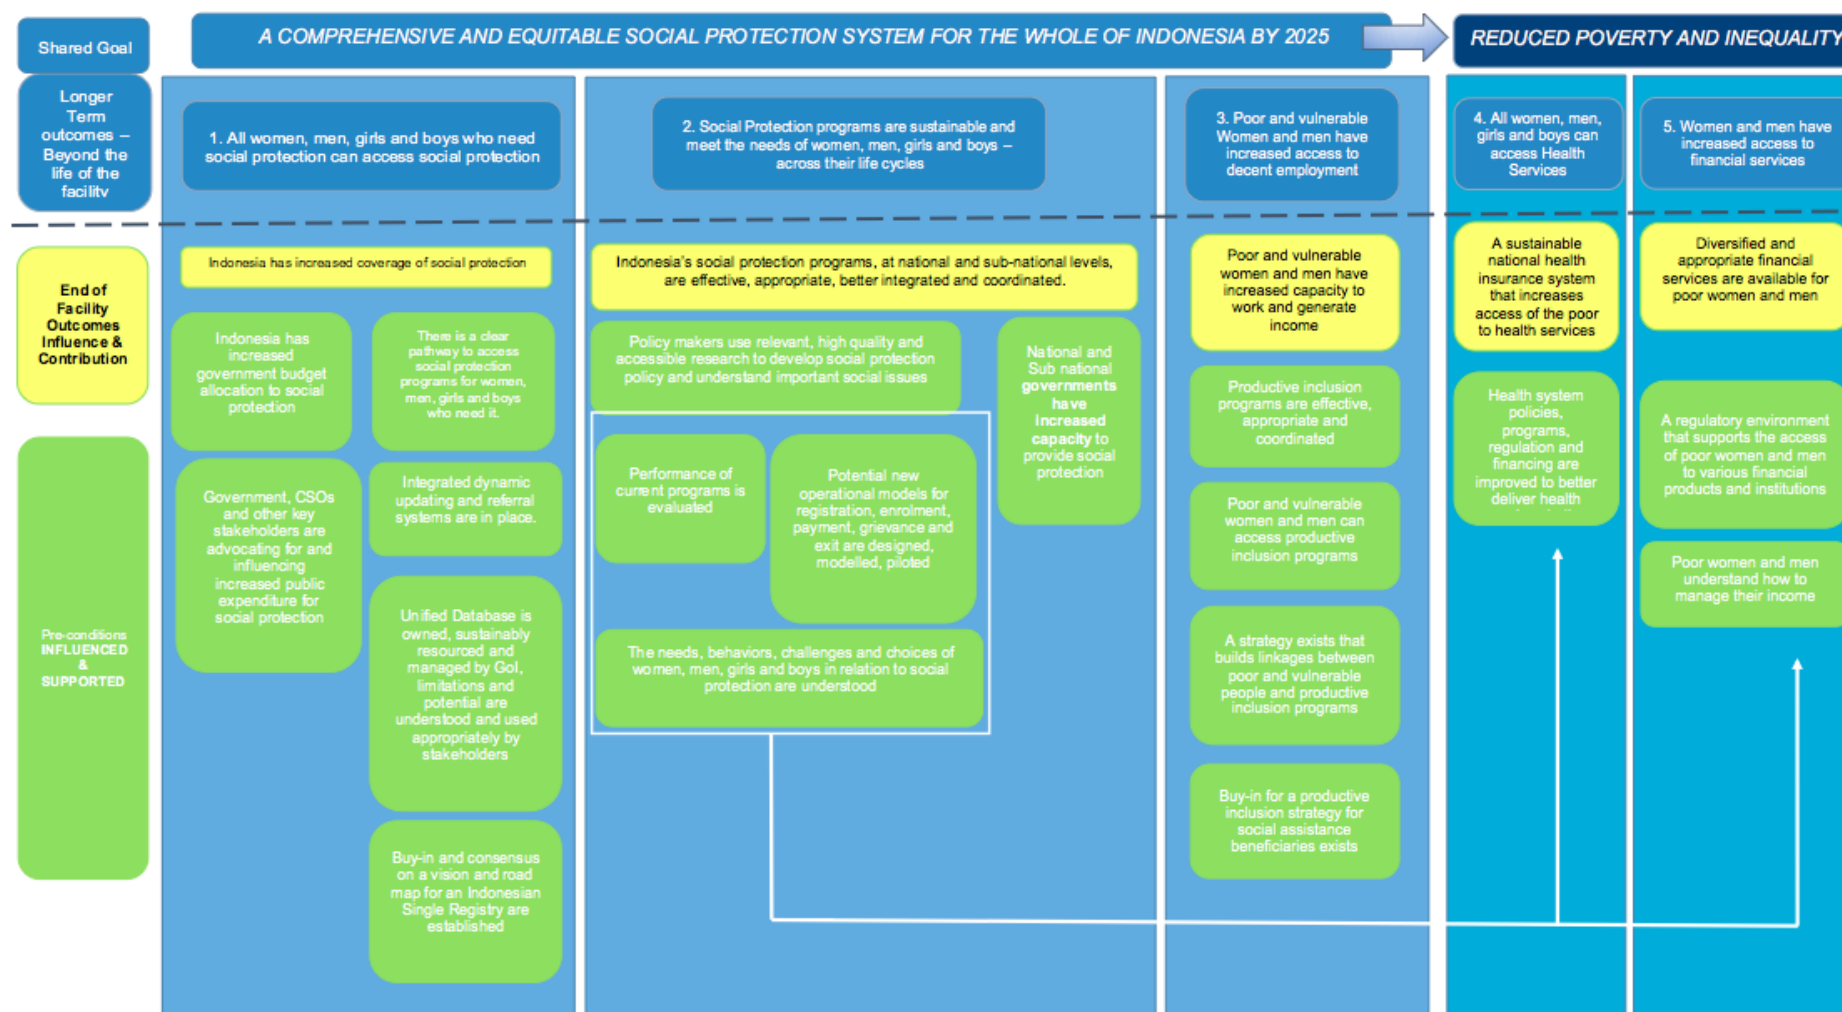 Shared Goal
A COMPREHENSIVE AND EQUITABLE SOCIAL PROTECTION SYSTEM FOR THE WHOLE OF INDONESIA BY 2025
REDUCED POVERTY AND INEQUALITY
Longer
Term
outcomes –
Beyond the
life of the
facility
1. All women, men, girls and boys who need
social protection can access social protection
2. Social Protection programs are sustainable and
meet the needs of women, men, girls and boys –
across their life cycles
3. Poor and vulnerable
Women and men have
increased access to
decent employment
4. All women, men,
girls and boys can
access Health
Services
5. Women and men have
increased access to
financial services
End of
Facility
Outcomes
Influence &
Contribution
Indonesia has increased coverage of social protection
Indonesia's social protection programs, at national and sub-national levels,
are effective, appropriate, better integrated and coordinated.
Poor and vulnerable
women and men have
increased capacity to
work and generate
income
A sustainable
national health
insurance system
that increases
access of the poor
to health services
Diversified and
appropriate financial
services are available for
poor women and men
Pre-conditions
INFLUENCED
&
SUPPORTED
Indonesia has
increased
government budget
allocation to social
protection
Government, CSOs
and other key
stakeholders are
advocating for and
influencing
increased public
expenditure for
social protection
There is a clear
pathway to access
social protection
programs for women,
men, girls and boys
who need it.
Integrated dynamic
updating and referral
systems are in place.
Unified Database is
owned, sustainably
resourced and
managed by GoI,
limitations and
potential are
understood and used
appropriately by
stakeholders
Buy-in and consensus
on a vision and road
map for an Indonesian
Single Registry are
established
Policy makers use relevant, high quality and
accessible research to develop social protection
policy and understand important social issues
Performance of
current programs is
evaluated
Potential new
operational models for
registration, enrolment,
payment, grievance and
exit are designed,
modelled, piloted
The needs, behaviors, challenges and choices of
women, men, girls and boys in relation to social
protection are understood
National and
Sub national
governments
have
increased
capacity to
provide social
protection
Productive inclusion
programs are effective,
appropriate and
coordinated
Poor and vulnerable
women and men can
access productive
inclusion programs
A strategy exists that
builds linkages between
poor and vulnerable
people and productive
inclusion programs
Buy-in for a productive
inclusion strategy for
social assistance
beneficiaries exists
Health system
policies,
programs,
regulation and
financing are
improved to better
deliver health
A regulatory environment
that supports the access
of poor women and men
to various financial
products and institutions
Poor women and men
understand how to
manage their income